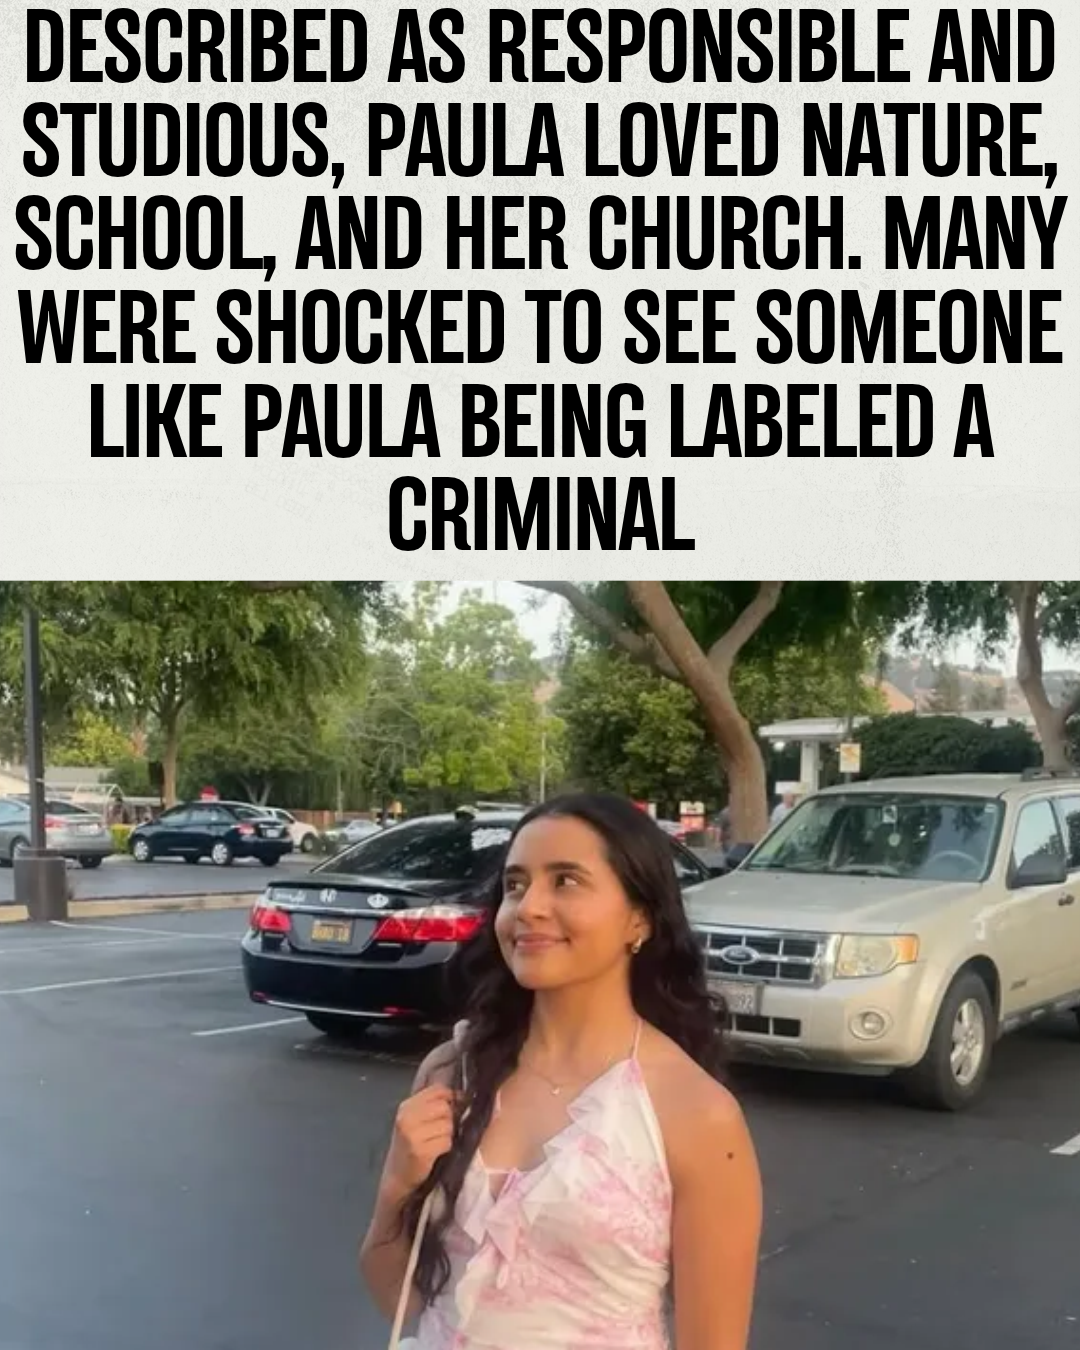 DESCRIBED AS RESPONSIBLE AND
STUDIOUS, PAULA LOVED NATURE,
SCHOOL, AND HER CHURCH. MANY
WERE SHOCKED TO SEE SOMEONE
LIKE PAULA BEING LABELED A
CRIMINAL